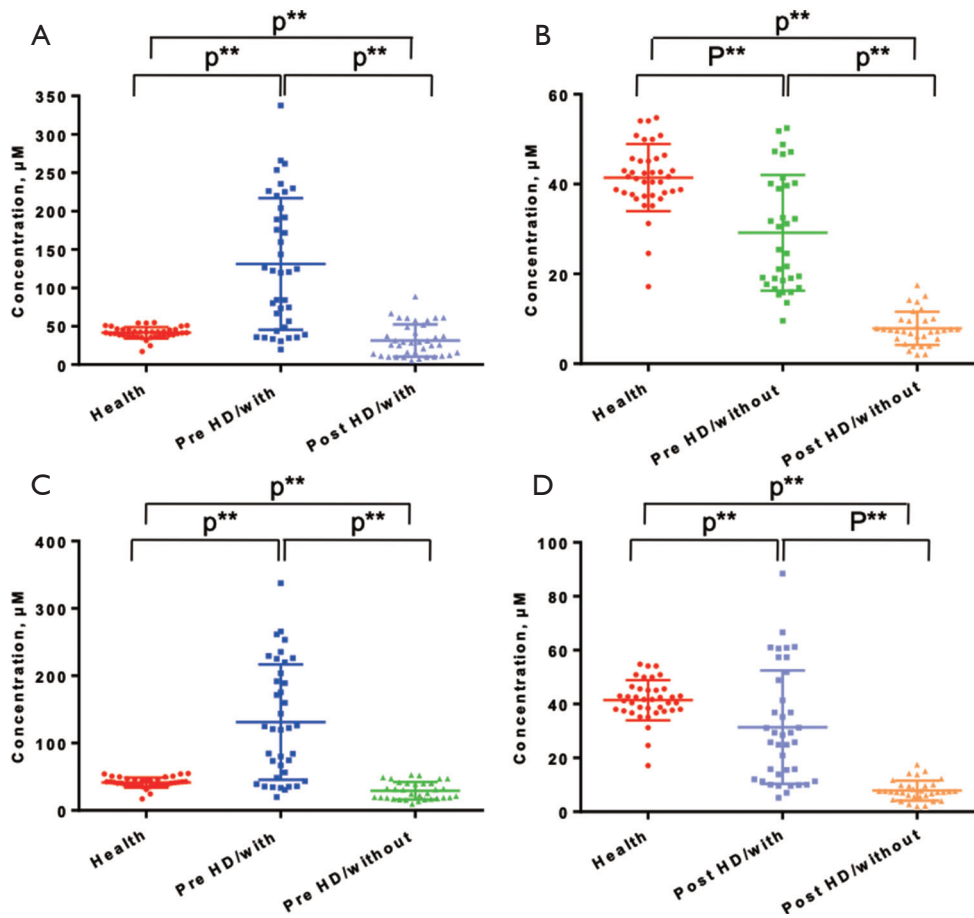 A
p**
p**
p**
Concentration, µM
350
300
250
200
150
100
50
0
Health
Pre HD/with
Post HD/with
B
p**
P**
p**
Concentration, µM
60
40
20
0
Health
Pre HD/without
Post HD/without
C
p**
p**
p**
Concentration, µM
400
300
200
100
0
Health
Pre HD/with
Pre HD/without
D
p**
p**
P**
Concentration, µM
100
80
60
40
20
0
Health
Post HD/with
Post HD/without